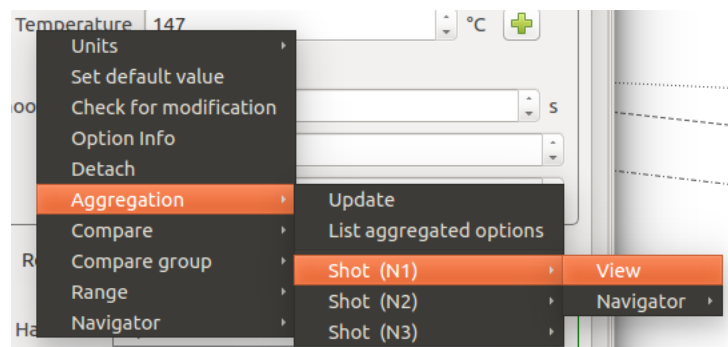 Temperature 147 °C
Units
Set default value
Check for modification
s
Option Info
Detach
Aggregation
Update
Compare
List aggregated options
Compare group
Shot (N1)
View
Range
Shot (N2)
Navigator
Navigator
Shot (N3)